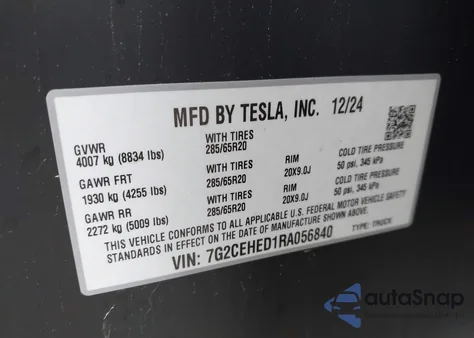 MFD BY TESLA, INC. 12/24
GVWR WITH TIRES
4007 kg (8834 lbs) 285/65R20
GAWR FRT WITH TIRES RIM COLD TIRE PRESSURE
1930 kg (4255 lbs) 285/65R20 20X9.0J 50 psi, 345 kPa
GAWR RR WITH TIRES RIM COLD TIRE PRESSURE
2272 kg (5009 lbs) 285/65R20 20X9.0J 50 psi, 345 kPa
THIS VEHICLE CONFORMS TO ALL APPLICABLE U.S. FEDERAL MOTOR VEHICLE SAFETY
STANDARDS IN EFFECT ON THE DATE OF MANUFACTURE SHOWN ABOVE.
VIN: 7G2CEHED1RA056840 TYPE: TRUCK
autaSnap